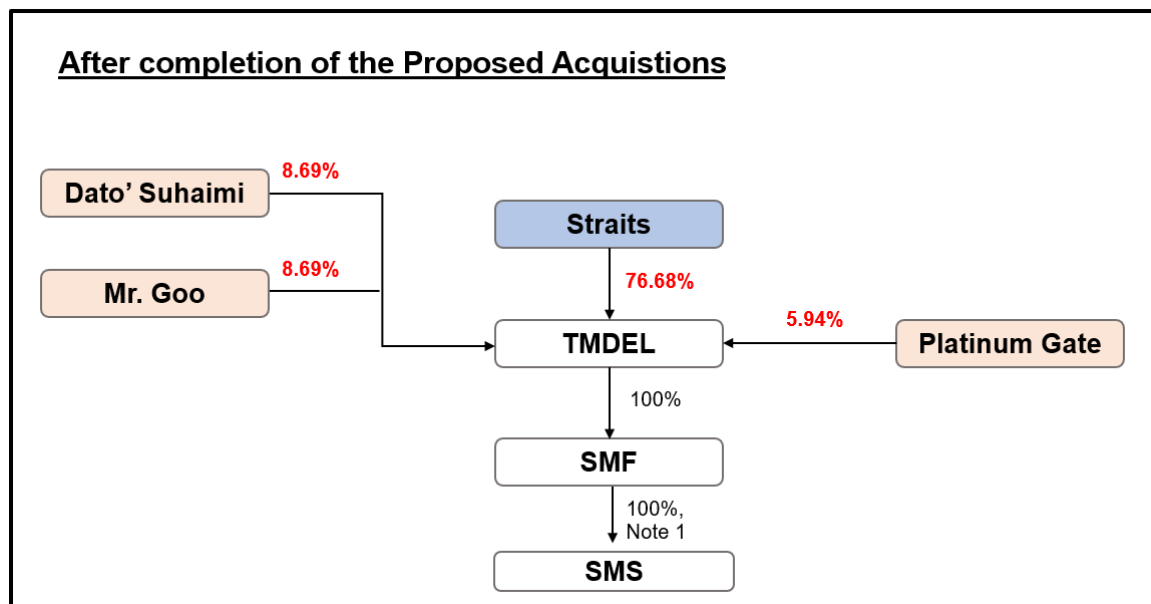 After completion of the Proposed Acquistions
8.69%
Dato’ Suhaimi
Straits
8.69%
Mr. Goo
76.68%
5.94%
TMDEL
Platinum Gate
100%
SMF
100%,
Note 1
SMS